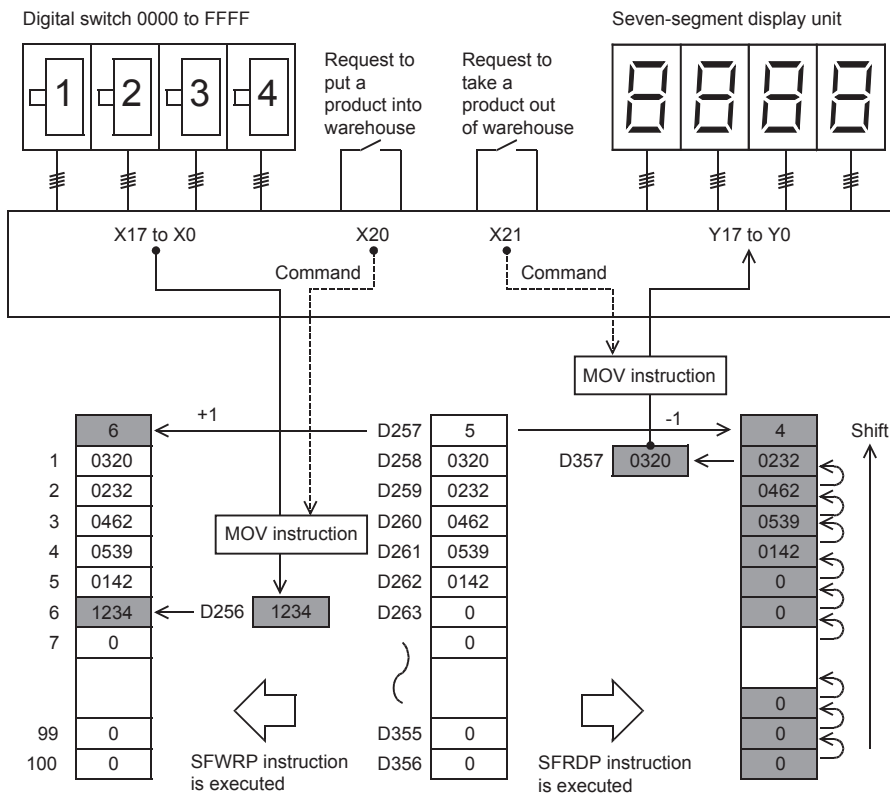 Digital switch 0000 to FFFF
Seven-segment display unit
1 2 3 4
Request to
put a
product into
warehouse
Request to
take a
product out
of warehouse
8 8 8 8
X17 to X0
X20
X21
Y17 to Y0
Command
Command
MOV instruction
6
+1
D257 5
-1
4
Shift
1 0320
D258 0320
D357 0320
0232
2 0232
D259 0232
0462
3 0462
MOV instruction
D260 0462
0539
4 0539
D261 0539
0142
5 0142
D262 0142
0
6 1234
D256 1234
D263 0
0
7 0
0
0
99 0
D355 0
0
100 0
D356 0
0
SFWRP instruction
is executed
SFRDP instruction
is executed